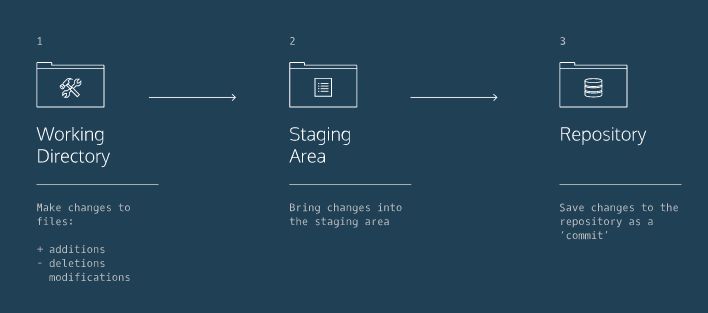 1
Working
Directory
Make changes to
files:
+ additions
- deletions
modifications
2
Staging
Area
Bring changes into
the staging area
3
Repository
Save changes to the
repository as a
'commit'